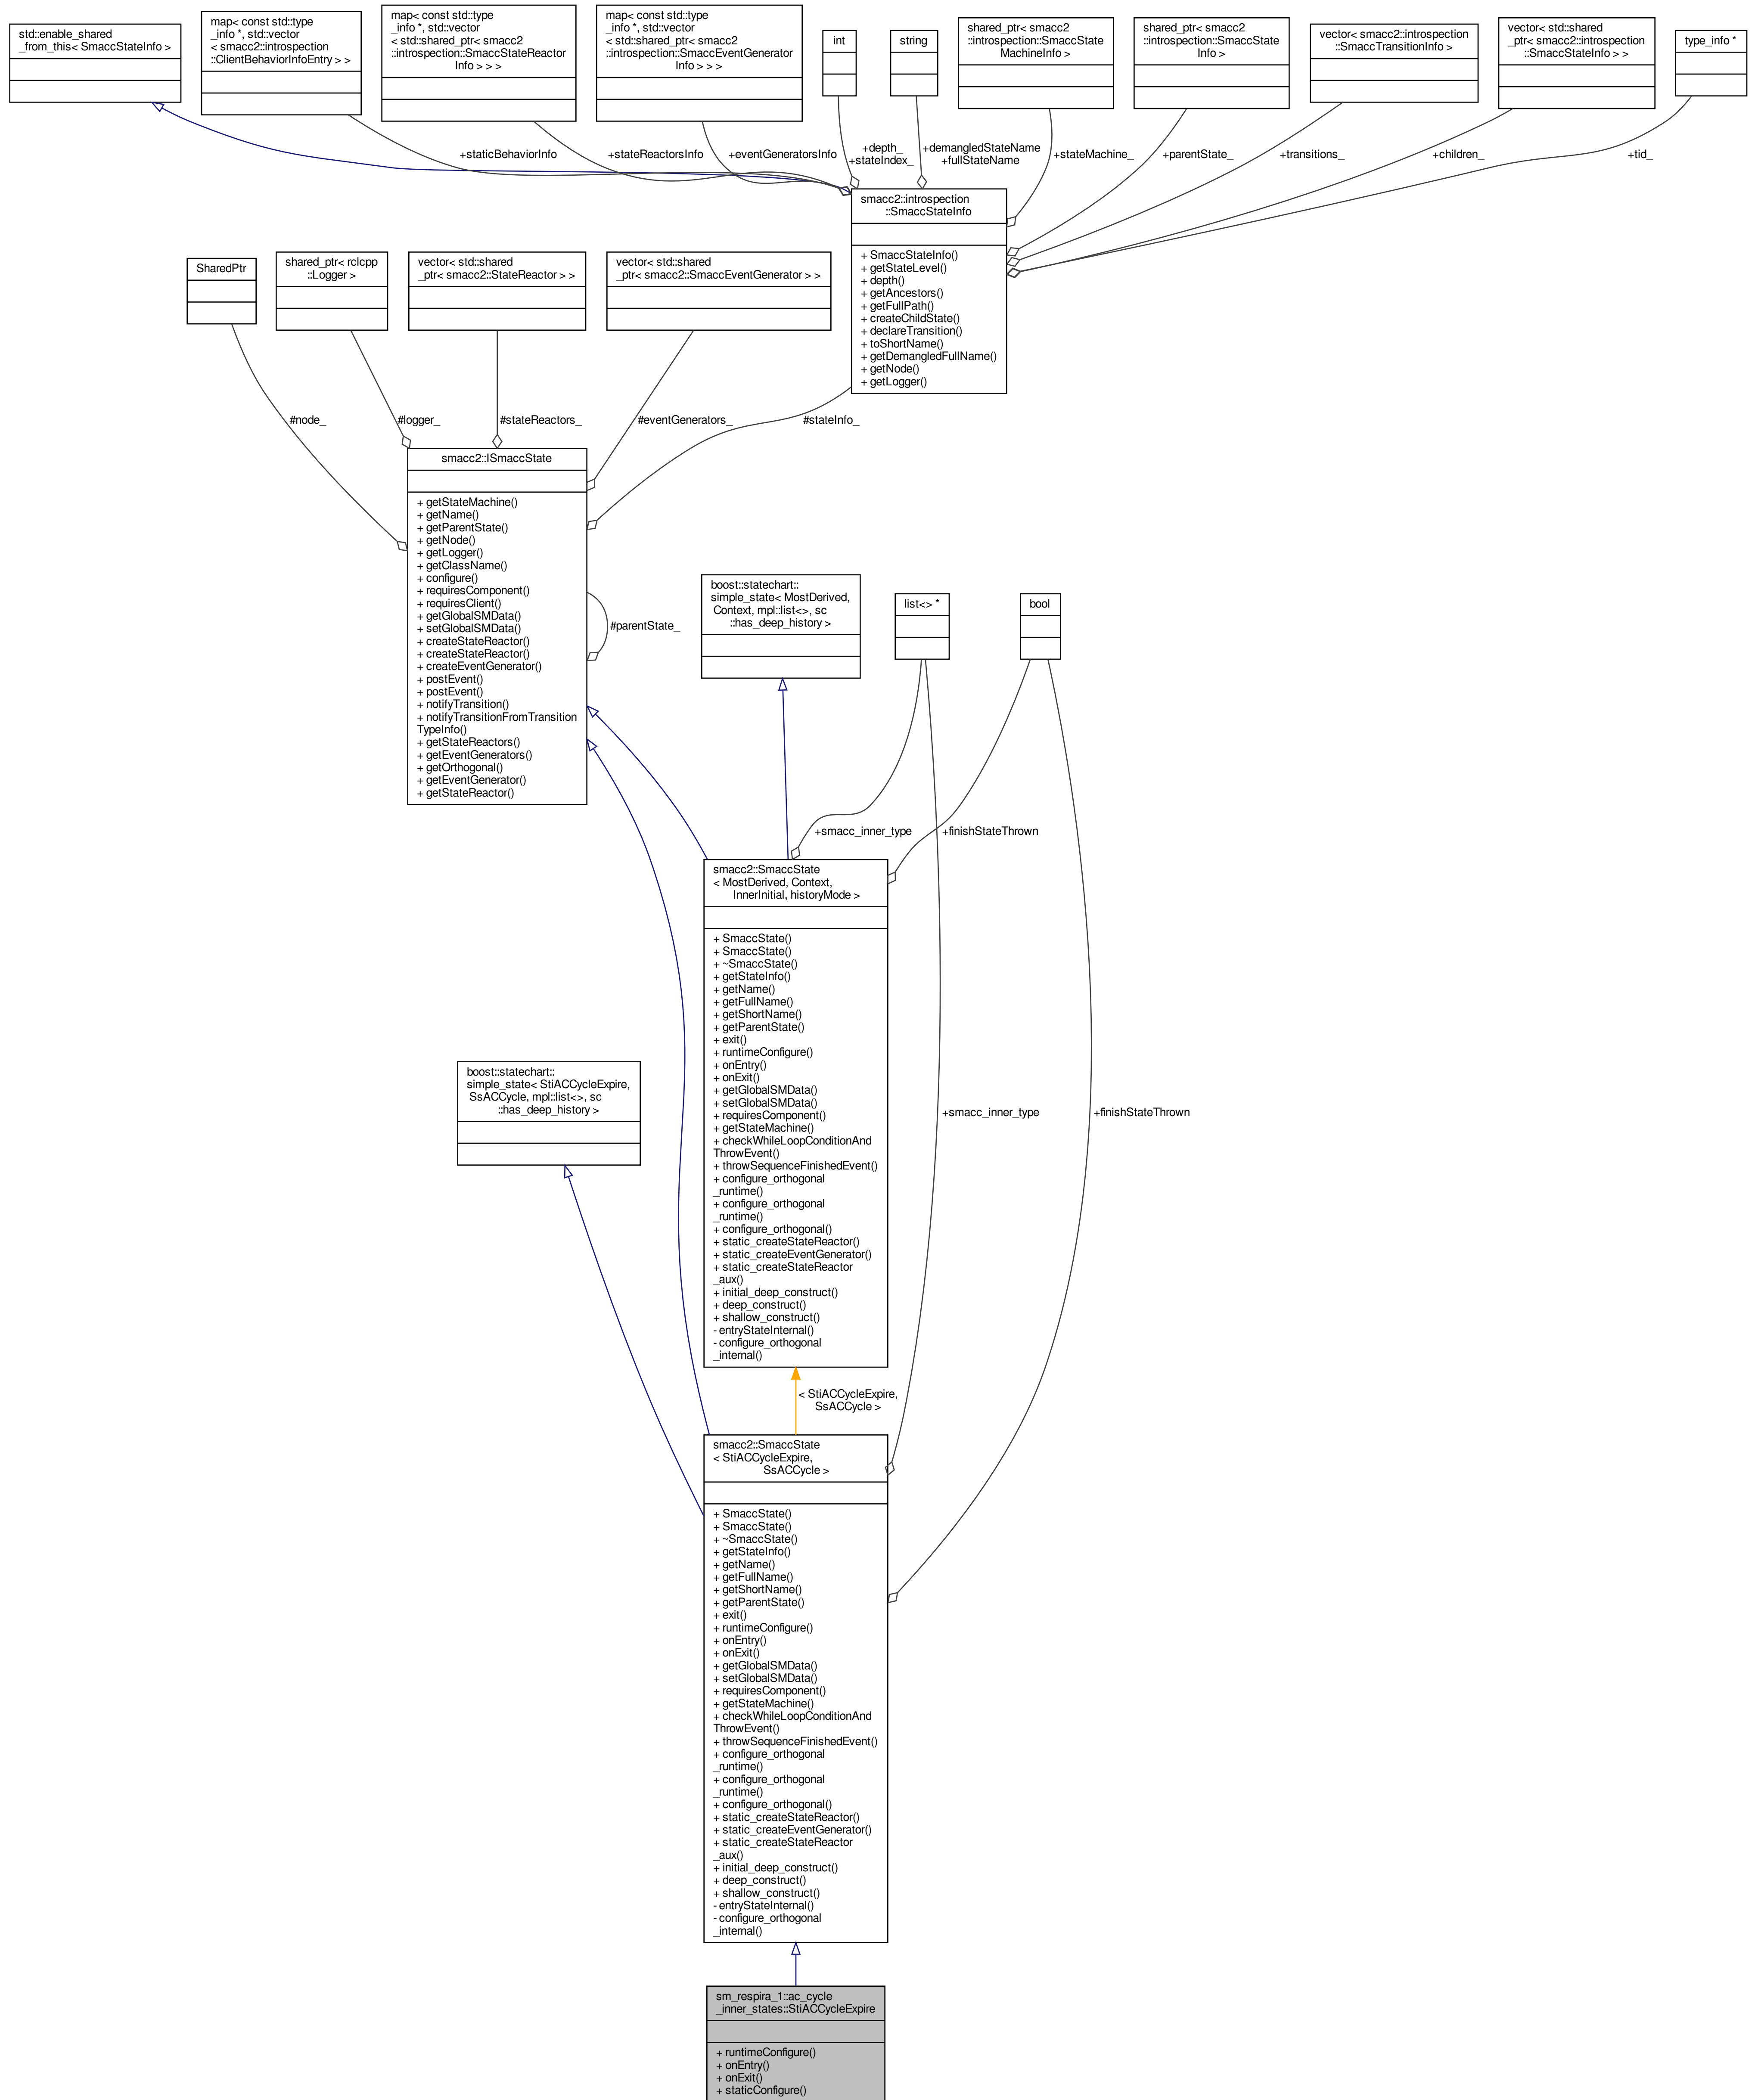 std::enable_shared
_from_this< SmaccStateInfo >
map< const std::type
_info *, std::vector
< smacc2::introspection
::ClientBehaviorInfoEntry > >
map< const std::type
_info *, std::vector
< std::shared_ptr< smacc2
::introspection::SmaccStateReactor
Info > > >
map< const std::type
_info *, std::vector
< std::shared_ptr< smacc2
::introspection::SmaccEventGenerator
Info > > >
int
string
shared_ptr< smacc2
::introspection::SmaccState
MachineInfo >
shared_ptr< smacc2
::introspection::SmaccState
Info >
vector< smacc2::introspection
::SmaccTransitionInfo >
vector< std::shared
_ptr< smacc2::introspection
::SmaccStateInfo > >
type_info *
+staticBehaviorInfo
+stateReactorsInfo
+eventGeneratorsInfo
+depth_
+stateIndex_
+demangledStateName
+fullStateName
+stateMachine_
+parentState_
+transitions_
+children_
+tid_
smacc2::introspection
::SmaccStateInfo
+ SmaccStateInfo()
+ getStateLevel()
+ depth()
+ getAncestors()
+ getFullPath()
+ createChildState()
+ declareTransition()
+ toShortName()
+ getDemangledFullName()
+ getNode()
+ getLogger()
SharedPtr
shared_ptr< rclcpp
::Logger >
vector< std::shared
_ptr< smacc2::StateReactor > >
vector< std::shared
_ptr< smacc2::SmaccEventGenerator > >
#node_
#logger_
#stateReactors_
#eventGenerators_
#stateInfo_
smacc2::ISmaccState
+ getStateMachine()
+ getName()
+ getParentState()
+ getNode()
+ getLogger()
+ getClassName()
+ configure()
+ requiresComponent()
+ requiresClient()
+ getGlobalSMData()
+ setGlobalSMData()
+ createStateReactor()
+ createStateReactor()
+ createEventGenerator()
+ postEvent()
+ postEvent()
+ notifyTransition()
+ notifyTransitionFromTransition
TypeInfo()
+ getStateReactors()
+ getEventGenerators()
+ getOrthogonal()
+ getEventGenerator()
+ getStateReactor()
#parentState_
boost::statechart::
simple_state< MostDerived,
Context, mpl::list<>, sc
::has_deep_history >
list<> *
bool
+smacc_inner_type
+finishStateThrown
smacc2::SmaccState
< MostDerived, Context,
InnerInitial, historyMode >
+ SmaccState()
+ SmaccState()
+ ~SmaccState()
+ getStateInfo()
+ getName()
+ getFullName()
+ getShortName()
+ getParentState()
+ exit()
+ runtimeConfigure()
+ onEntry()
+ onExit()
+ getGlobalSMData()
+ setGlobalSMData()
+ requiresComponent()
+ getStateMachine()
+ checkWhileLoopConditionAnd
ThrowEvent()
+ throwSequenceFinishedEvent()
+ configure_orthogonal
_runtime()
+ configure_orthogonal
_runtime()
+ configure_orthogonal()
+ static_createStateReactor()
+ static_createEventGenerator()
+ static_createStateReactor
_aux()
+ initial_deep_construct()
+ deep_construct()
+ shallow_construct()
- entryStateInternal()
- configure_orthogonal
_internal()
boost::statechart::
simple_state< StiACCycleExpire,
SsACCycle, mpl::list<>, sc
::has_deep_history >
+smacc_inner_type
+finishStateThrown
< StiACCycleExpire,
SsACCycle >
smacc2::SmaccState
< StiACCycleExpire,
SsACCycle >
+ SmaccState()
+ SmaccState()
+ ~SmaccState()
+ getStateInfo()
+ getName()
+ getFullName()
+ getShortName()
+ getParentState()
+ exit()
+ runtimeConfigure()
+ onEntry()
+ onExit()
+ getGlobalSMData()
+ setGlobalSMData()
+ requiresComponent()
+ getStateMachine()
+ checkWhileLoopConditionAnd
ThrowEvent()
+ throwSequenceFinishedEvent()
+ configure_orthogonal
_runtime()
+ configure_orthogonal
_runtime()
+ configure_orthogonal()
+ static_createStateReactor()
+ static_createEventGenerator()
+ static_createStateReactor
_aux()
+ initial_deep_construct()
+ deep_construct()
+ shallow_construct()
- entryStateInternal()
- configure_orthogonal
_internal()
sm_respira_1::ac_cycle
_inner_states::StiACCycleExpire
+ runtimeConfigure()
+ onEntry()
+ onExit()
+ staticConfigure()